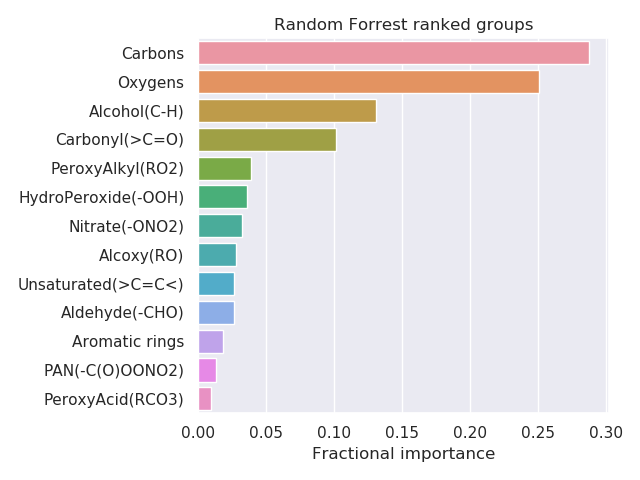 Random Forrest ranked groups
Carbons
Oxygens
Alcohol(C-H)
Carbonyl(>C=O)
PeroxyAlkyl(RO2)
HydroPeroxide(-OOH)
Nitrate(-ONO2)
Alcoxy(RO)
Unsaturated(>C=C<)
Aldehyde(-CHO)
Aromatic rings
PAN(-C(O)OONO2)
PeroxyAcid(RCO3)
0.00 0.05 0.10 0.15 0.20 0.25 0.30
Fractional importance